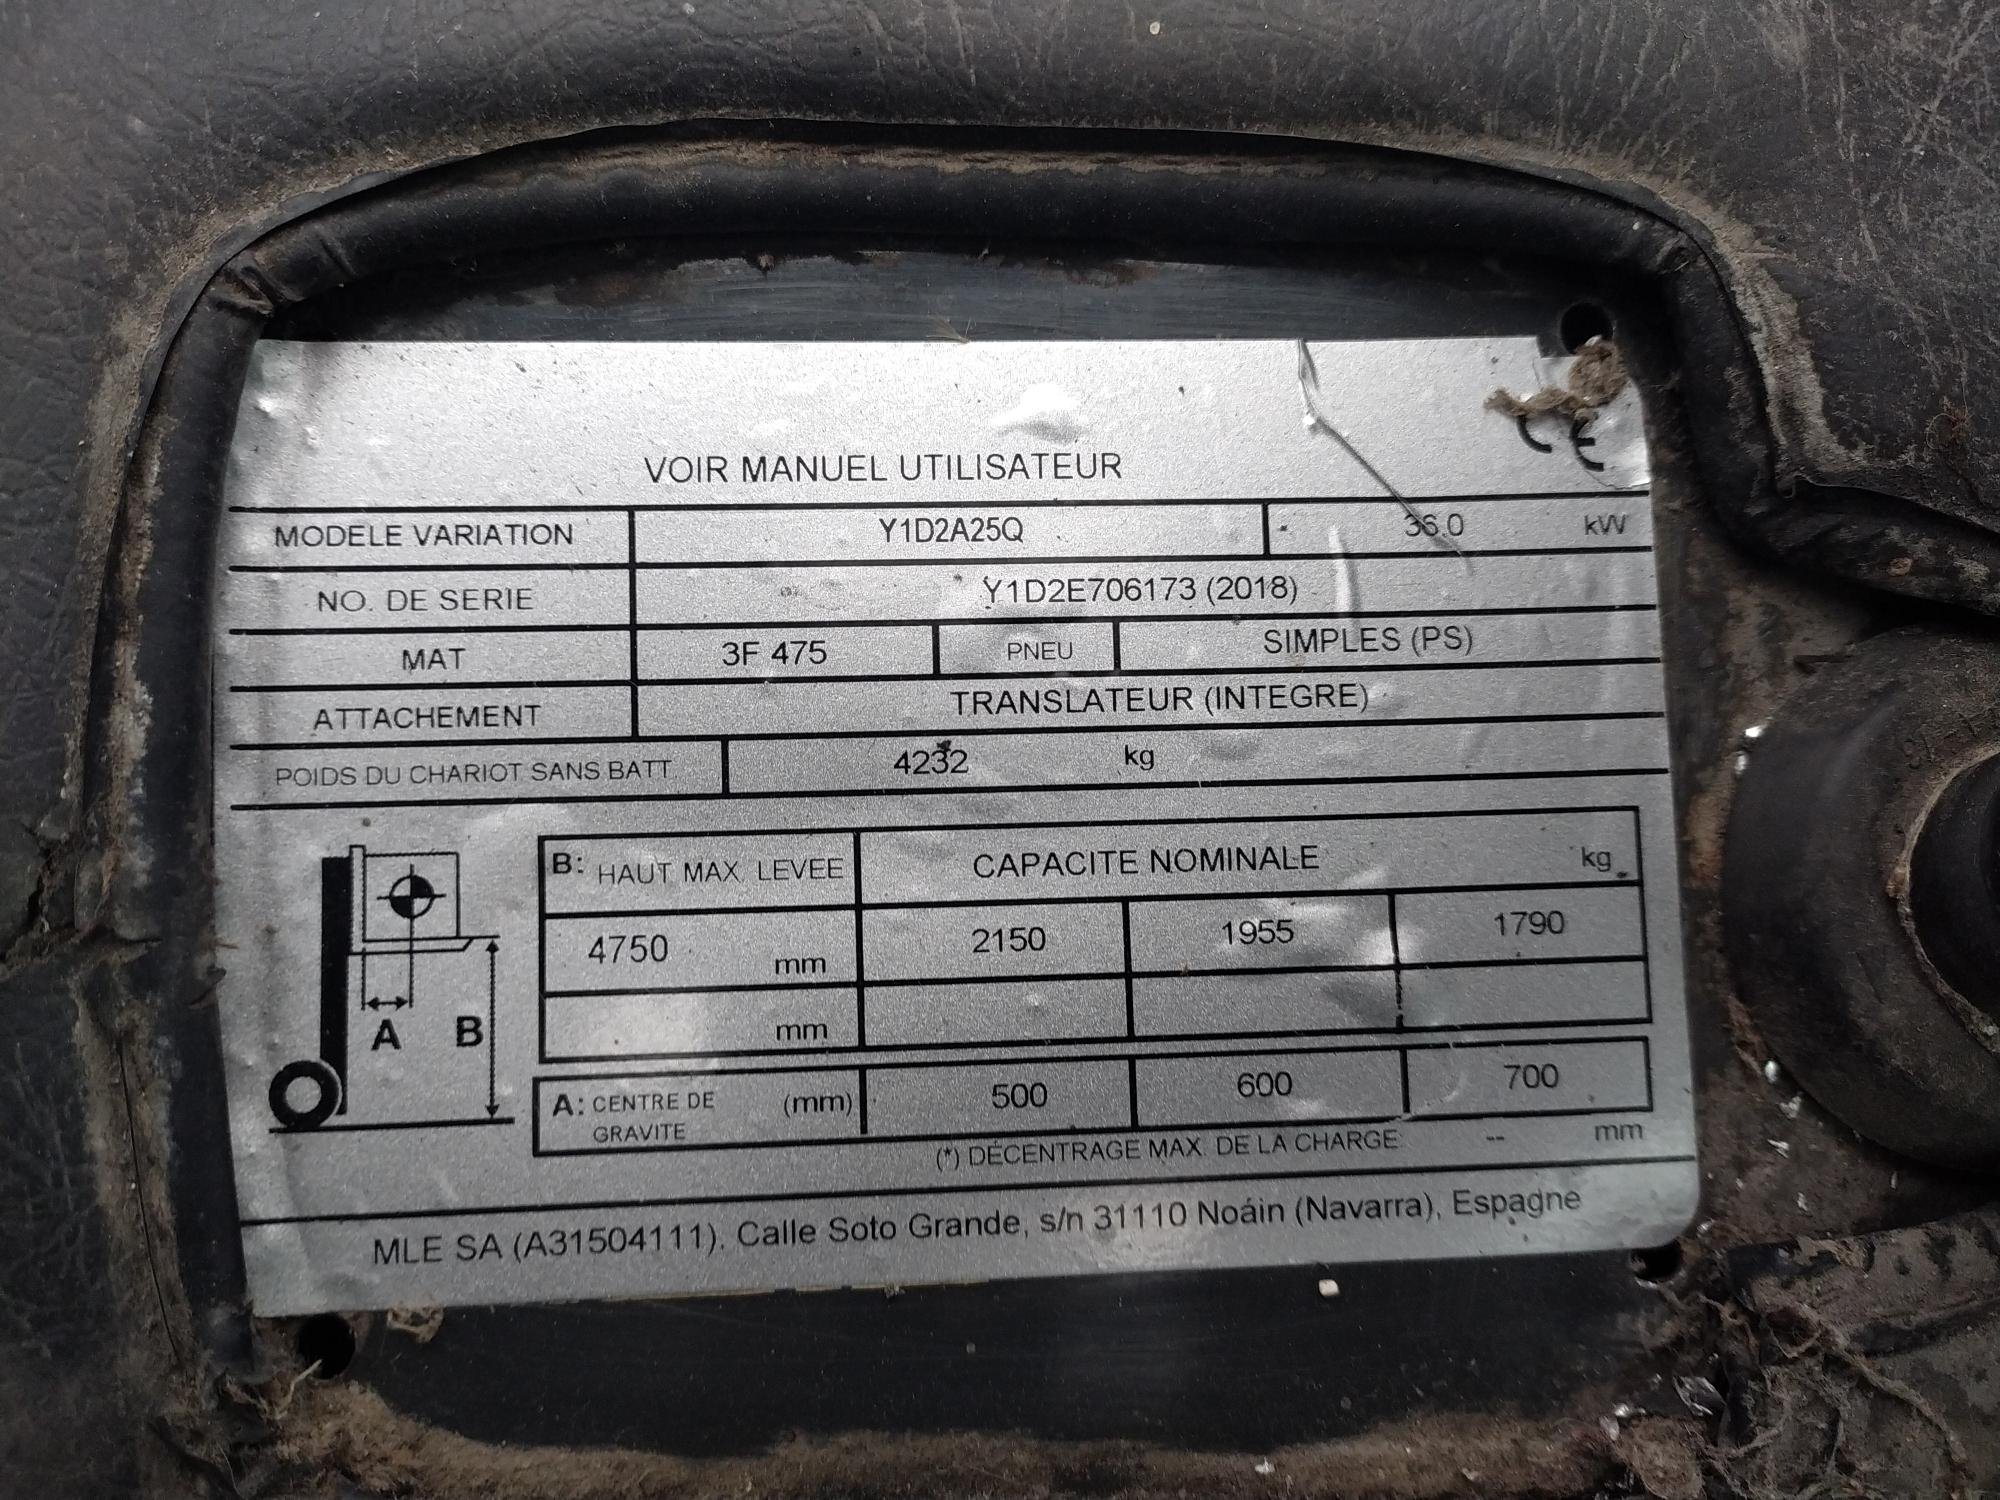 CE
VOIR MANUEL UTILISATEUR
MODELE VARIATION Y1D2A25Q 36.0 kW
NO. DE SERIE Y1D2E706173 (2018)
MAT 3F 475 PNEU SIMPLES (PS)
ATTACHEMENT TRANSLATEUR (INTEGRE)
POIDS DU CHARIOT SANS BATT. 4232 kg
B: HAUT MAX. LEVEE CAPACITE NOMINALE kg
4750 mm 2150 1955 1790
mm
A B
A: CENTRE DE GRAVITE (mm) 500 600 700
(*) DÉCENTRAGE MAX. DE LA CHARGE: -- mm
MLE SA (A31504111). Calle Soto Grande, s/n 31110 Noáin (Navarra), Espagne